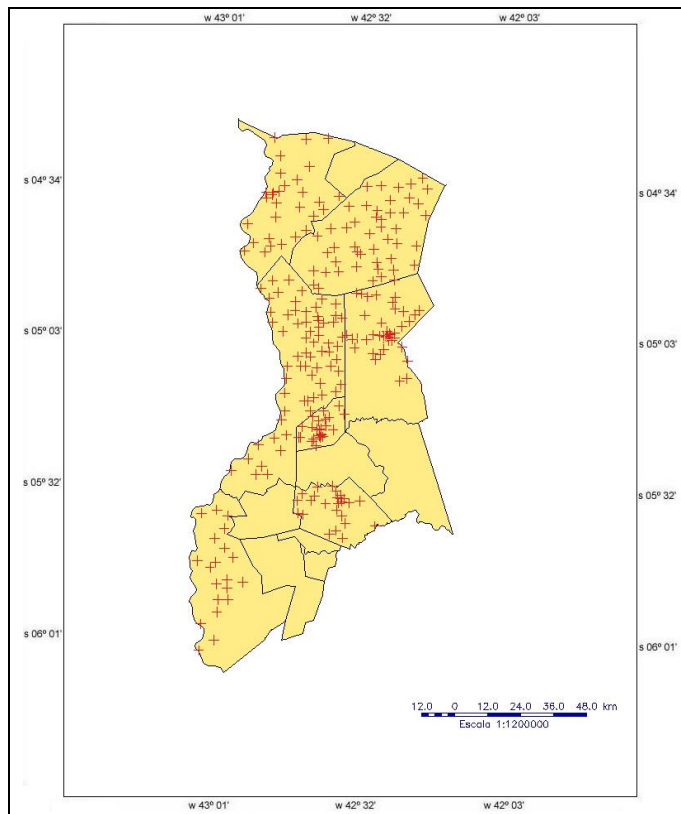 w 43º 01' w 42º 32' w 42º 03'
s 04º 34' s 04º 34'
s 05º 03' s 05º 03'
s 05º 32' s 05º 32'
s 06º 01' s 06º 01'
12.0 0 12.0 24.0 36.0 48.0 km
Escala 1:1200000
w 43º 01' w 42º 32' w 42º 03'